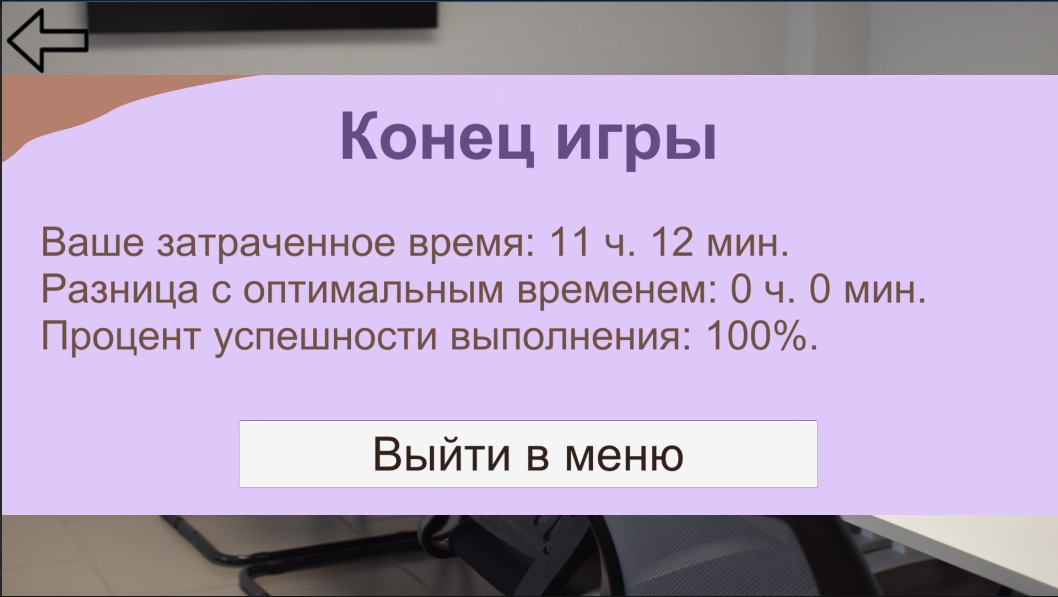 Конец игры
Ваше затраченное время: 11 ч. 12 мин.
Разница с оптимальным временем: 0 ч. 0 мин.
Процент успешности выполнения: 100%.
Выйти в меню